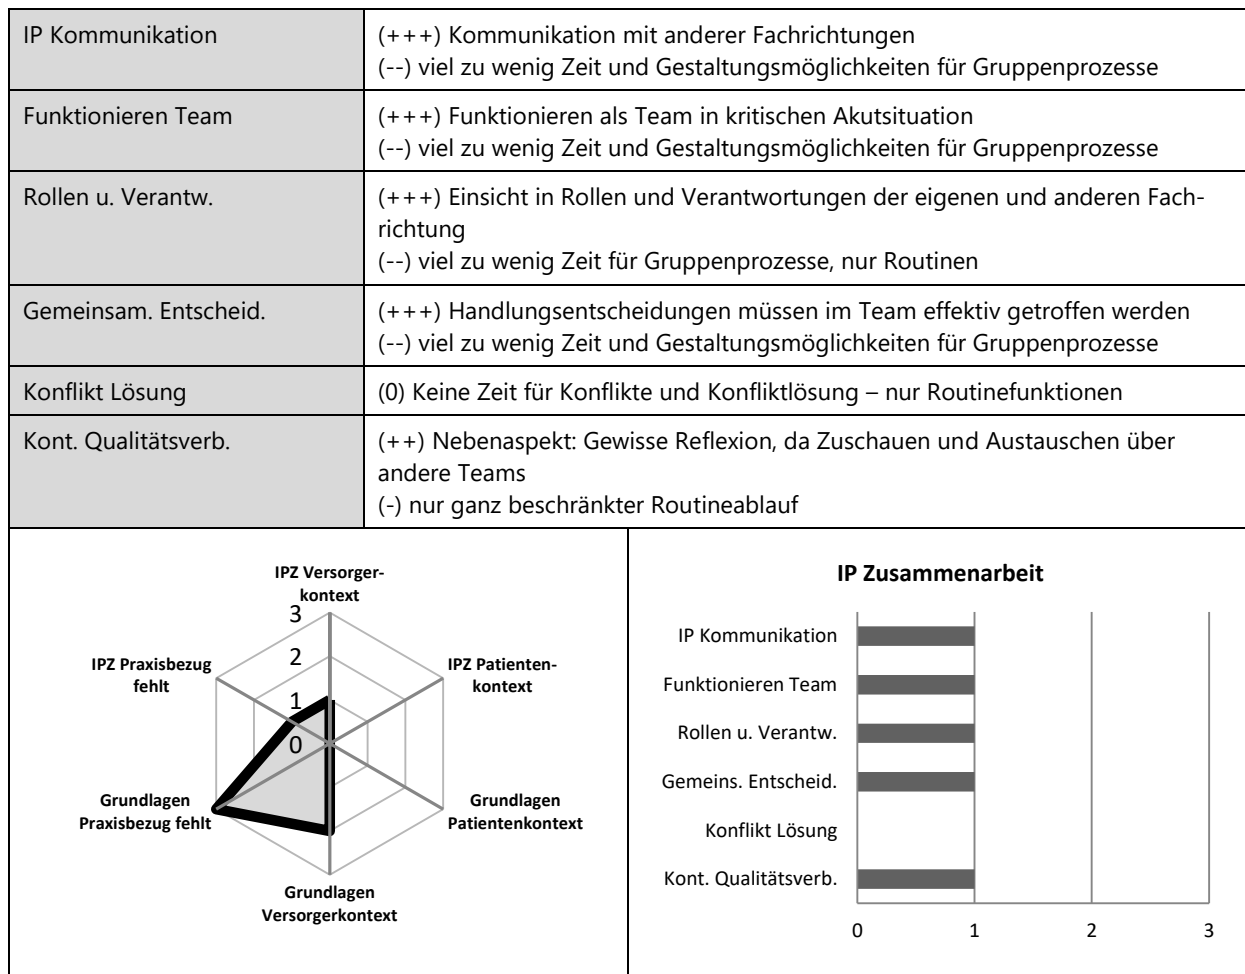 IP Kommunikation
(+++) Kommunikation mit anderer Fachrichtungen
(--) viel zu wenig Zeit und Gestaltungsmöglichkeiten für Gruppenprozesse
Funktionieren Team
(+++) Funktionieren als Team in kritischen Akutsituation
(--) viel zu wenig Zeit und Gestaltungsmöglichkeiten für Gruppenprozesse
Rollen u. Verantw.
(+++) Einsicht in Rollen und Verantwortungen der eigenen und anderen Fach-
richtung
(--) viel zu wenig Zeit für Gruppenprozesse, nur Routinen
Gemeinsam. Entscheid.
(+++) Handlungsentscheidungen müssen im Team effektiv getroffen werden
(--) viel zu wenig Zeit und Gestaltungsmöglichkeiten für Gruppenprozesse
Konflikt Lösung
(0) Keine Zeit für Konflikte und Konfliktlösung – nur Routinefunktionen
Kont. Qualitätsverb.
(++) Nebenaspekt: Gewisse Reflexion, da Zuschauen und Austauschen über
andere Teams
(-) nur ganz beschränkter Routineablauf
IPZ Versorger-
kontext
3
2
1
0
IPZ Praxisbezug
fehlt
IPZ Patienten-
kontext
Grundlagen
Praxisbezug fehlt
Grundlagen
Patientenkontext
Grundlagen
Versorgerkontext
IP Zusammenarbeit
IP Kommunikation
Funktionieren Team
Rollen u. Verantw.
Gemeins. Entscheid.
Konflikt Lösung
Kont. Qualitätsverb.
0 1 2 3